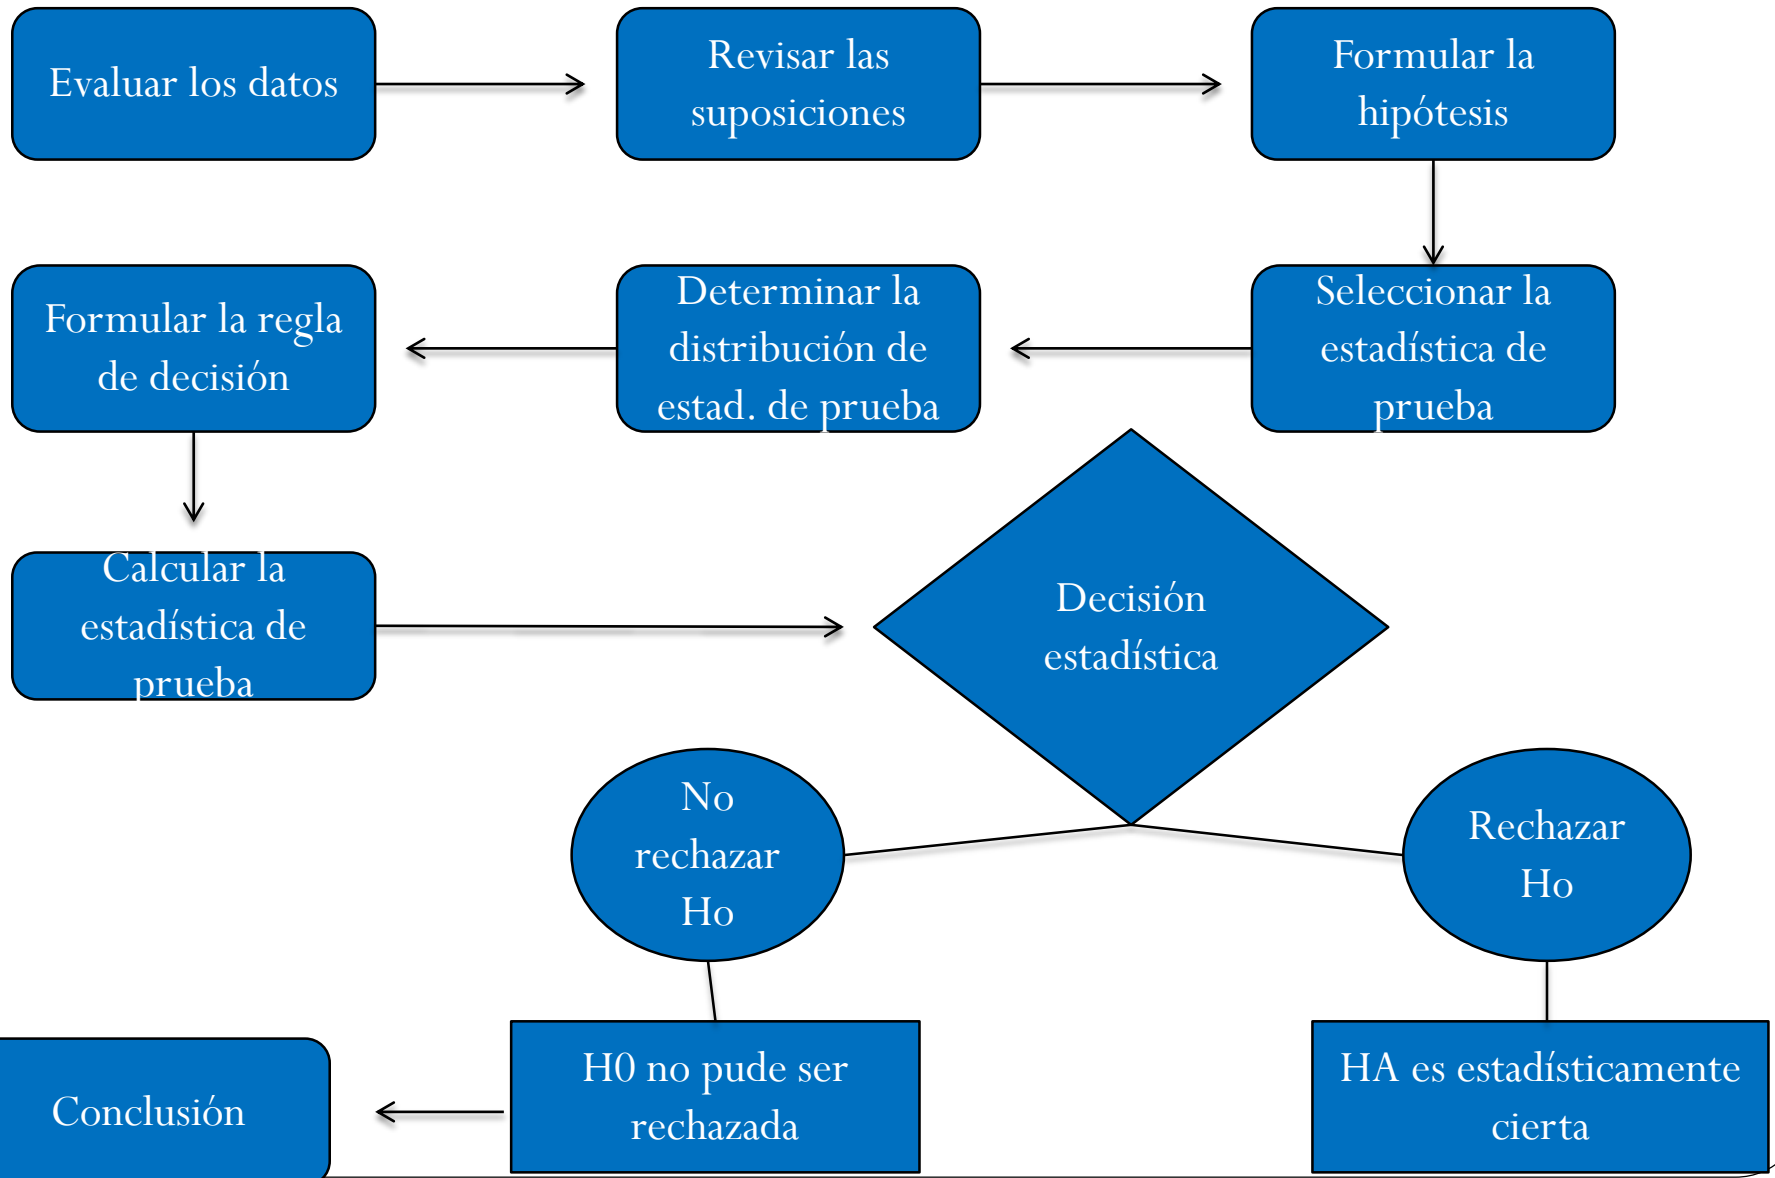 Evaluar los datos
Revisar las
suposiciones
Formular la
hipótesis
Seleccionar la
estadística de
prueba
Determinar la
distribución de
estad. de prueba
Formular la regla
de decisión
Calcular la
estadística de
prueba
Decisión
estadística
No
rechazar
Ho
Rechazar
Ho
H0 no pude ser
rechazada
HA es estadísticamente
cierta
Conclusión